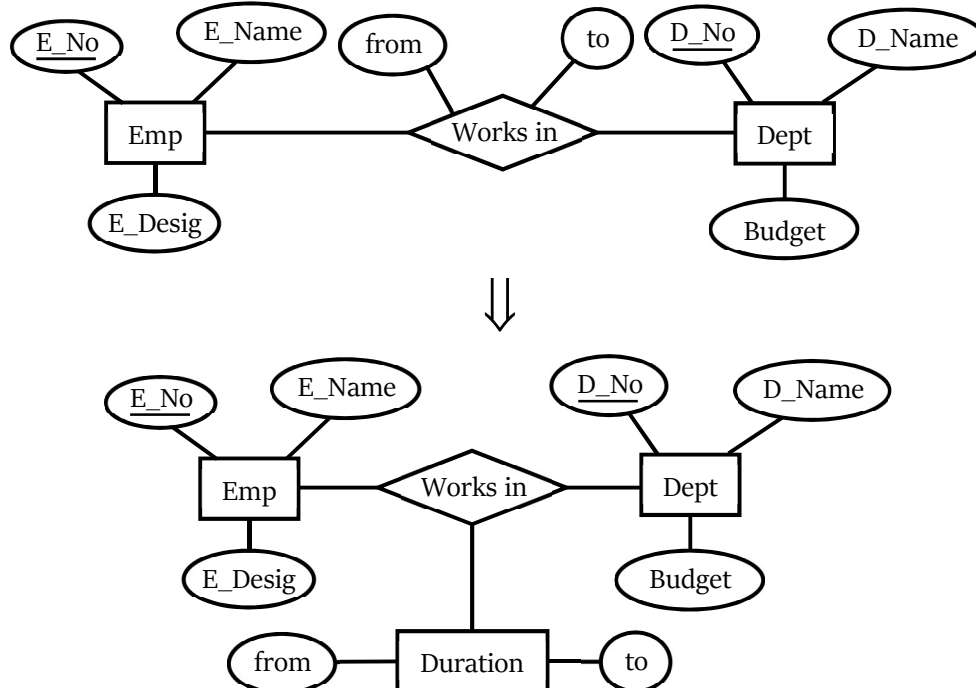 E_No
E_Name
from
to
D_No
D_Name
Emp
Works in
Dept
E_Desig
Budget
E_No
E_Name
D_No
D_Name
Emp
Works in
Dept
E_Desig
Budget
from
Duration
to